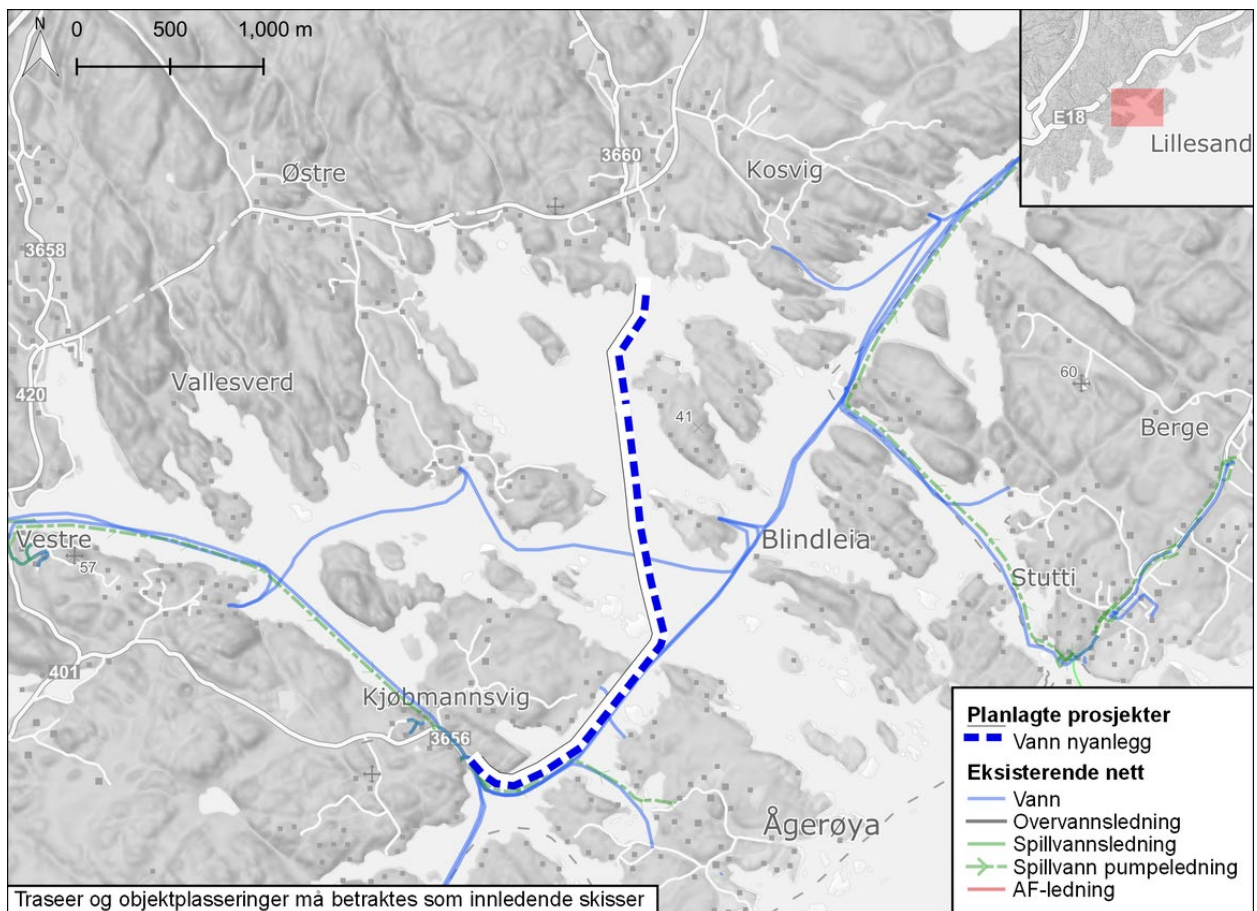 N
0 500 1,000 m
E18
Lillesand
3660
Kosvig
Østre
3658
60
Vallesverd
420
41
Berge
Vestre
57
Blindleia
Stutti
401
Kjøbmannsvig
3656
Ågerøya
Planlagte prosjekter
Vann nyanlegg
Eksisterende nett
Vann
Overvannsledning
Spillvannsledning
Spillvann pumpeledning
AF-ledning
Traseer og objektplasseringer må betraktes som innledende skisser